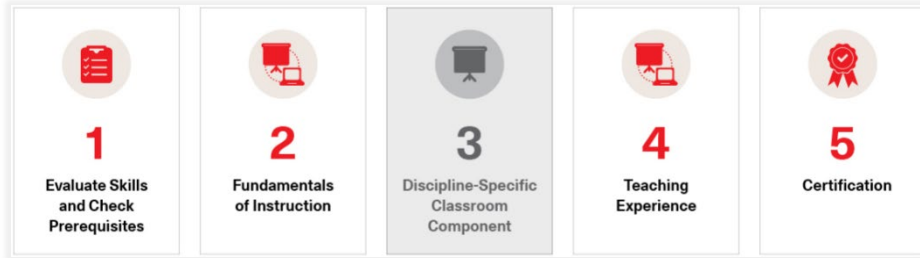 1
Evaluate Skills
and Check
Prerequisites
2
Fundamentals
of Instruction
3
Discipline-Specific
Classroom
Component
4
Teaching
Experience
5
Certification